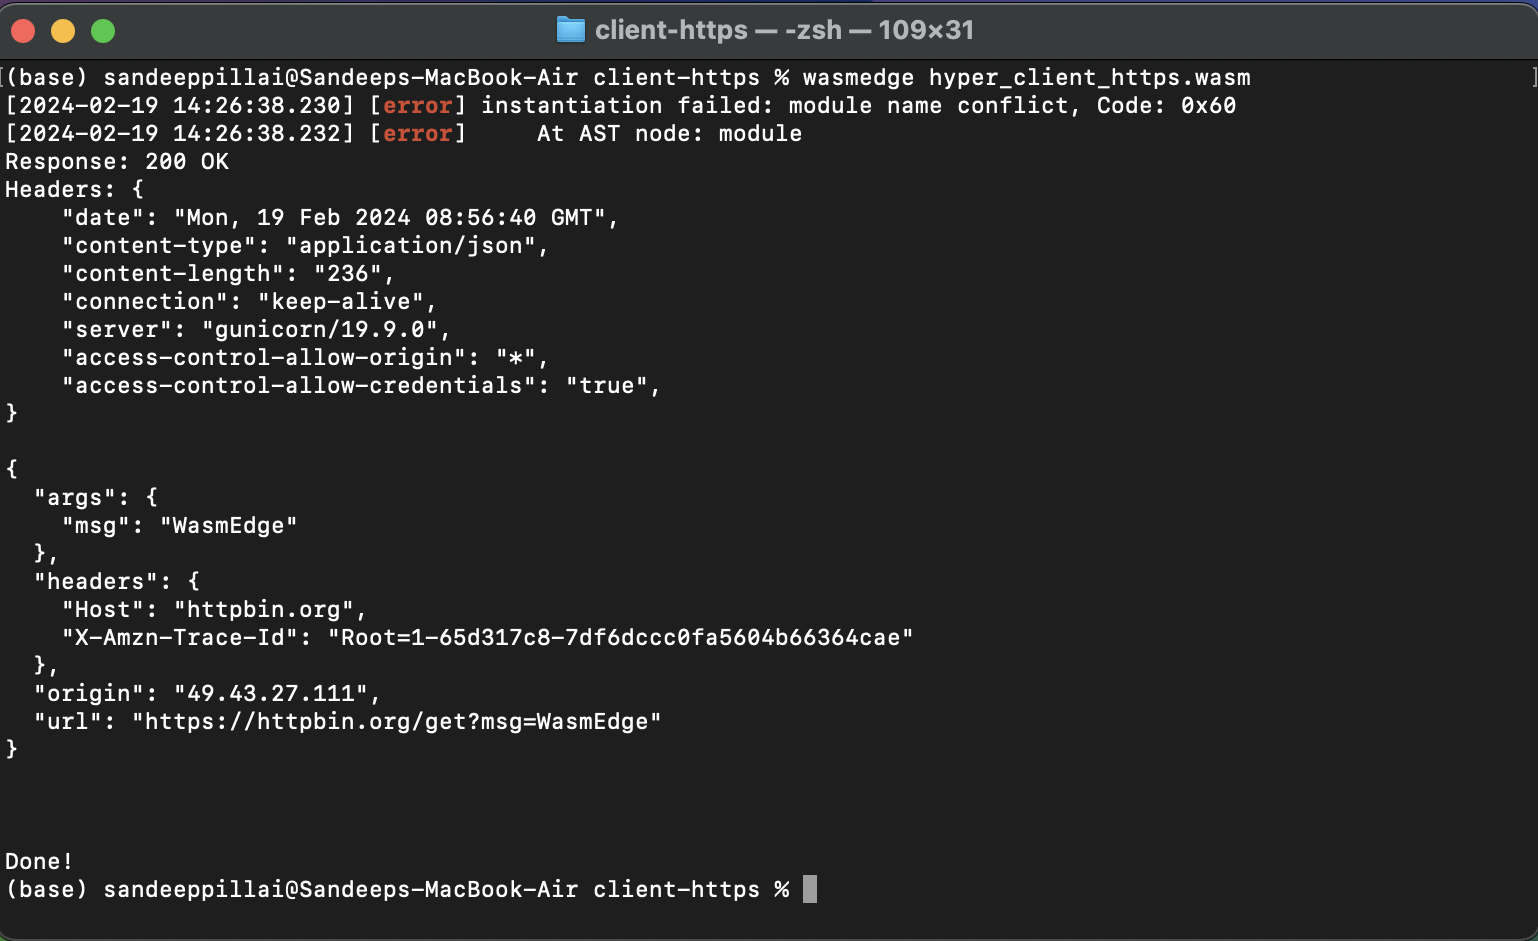 client-https — -zsh — 109×31
[(base) sandeeppillai@Sandeeps-MacBook-Air client-https % wasmedge hyper_client_https.wasm ]
[2024-02-19 14:26:38.230] [error] instantiation failed: module name conflict, Code: 0x60
[2024-02-19 14:26:38.232] [error]     At AST node: module
Response: 200 OK
Headers: {
    "date": "Mon, 19 Feb 2024 08:56:40 GMT",
    "content-type": "application/json",
    "content-length": "236",
    "connection": "keep-alive",
    "server": "gunicorn/19.9.0",
    "access-control-allow-origin": "*",
    "access-control-allow-credentials": "true",
}
{
  "args": {
    "msg": "WasmEdge"
  },
  "headers": {
    "Host": "httpbin.org",
    "X-Amzn-Trace-Id": "Root=1-65d317c8-7df6dccc0fa5604b66364cae"
  },
  "origin": "49.43.27.111",
  "url": "https://httpbin.org/get?msg=WasmEdge"
}
Done!
(base) sandeeppillai@Sandeeps-MacBook-Air client-https %